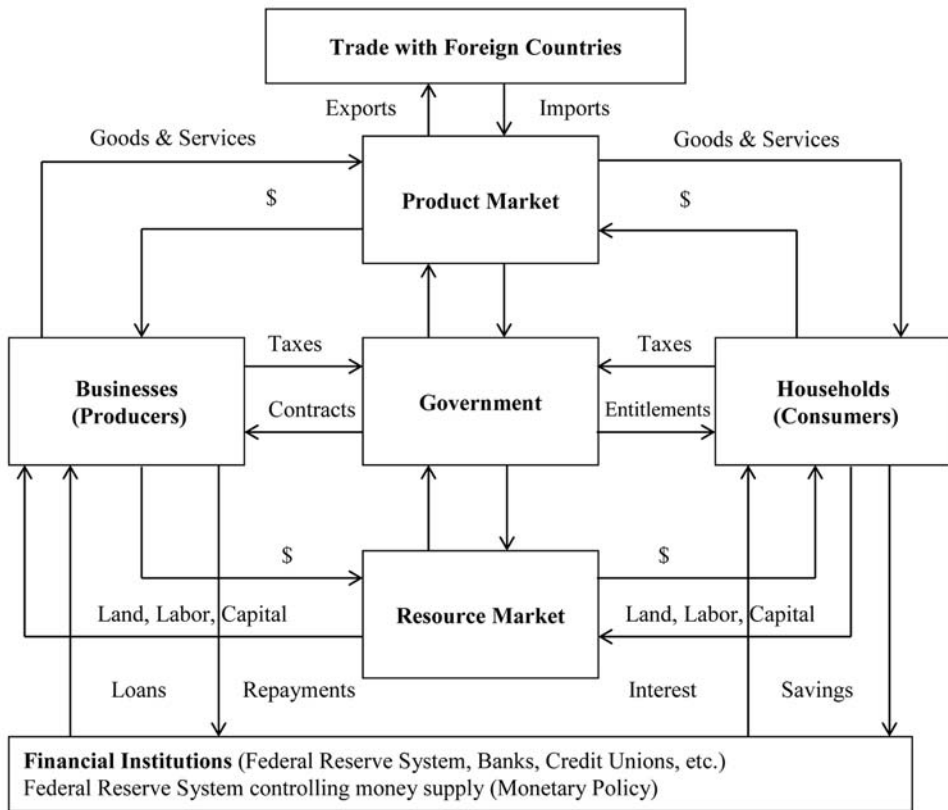 Trade with Foreign Countries
Exports
Imports
Goods & Services
Goods & Services
$
Product Market
$
Taxes
Taxes
Businesses
(Producers)
Government
Households
(Consumers)
Contracts
Entitlements
$
$
Land, Labor, Capital
Resource Market
Land, Labor, Capital
Loans
Repayments
Interest
Savings
Financial Institutions (Federal Reserve System, Banks, Credit Unions, etc.)
Federal Reserve System controlling money supply (Monetary Policy)